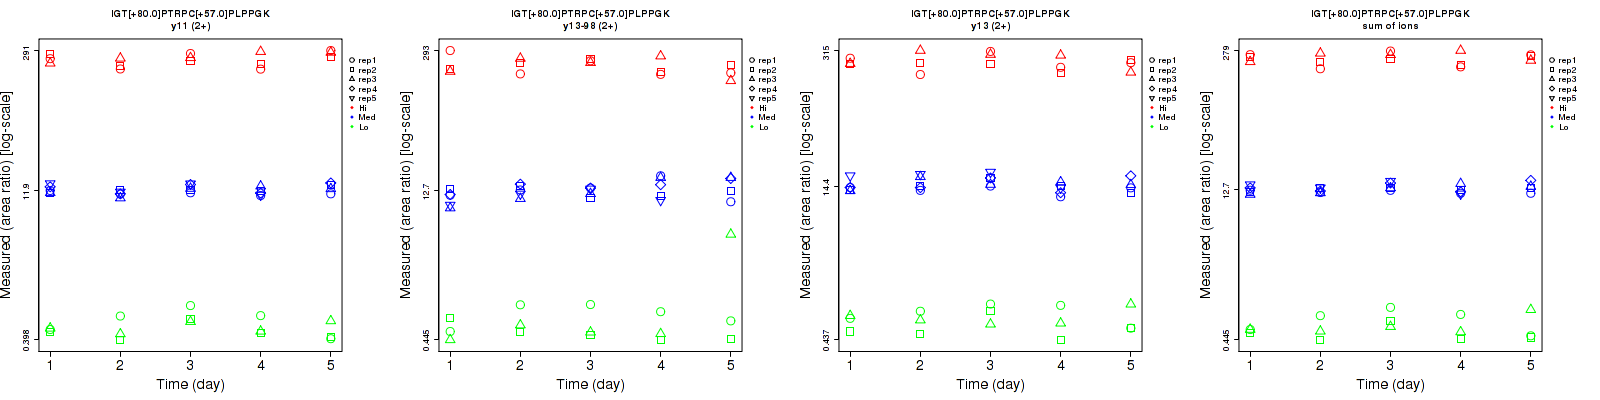 IGT[+80.0]PTRPC[+57.0]PLPPGK
y11 (2+)
Measured (area ratio) [log-scale]
291
11.9
0.398
1 2 3 4 5
Time (day)
rep1
rep2
rep3
rep4
rep5
Hi
Med
Lo
IGT[+80.0]PTRPC[+57.0]PLPPGK
y13-98 (2+)
Measured (area ratio) [log-scale]
293
12.7
0.445
1 2 3 4 5
Time (day)
rep1
rep2
rep3
rep4
rep5
Hi
Med
Lo
IGT[+80.0]PTRPC[+57.0]PLPPGK
y13 (2+)
Measured (area ratio) [log-scale]
315
14.4
0.437
1 2 3 4 5
Time (day)
rep1
rep2
rep3
rep4
rep5
Hi
Med
Lo
IGT[+80.0]PTRPC[+57.0]PLPPGK
sum of ions
Measured (area ratio) [log-scale]
279
12.7
0.445
1 2 3 4 5
Time (day)
rep1
rep2
rep3
rep4
rep5
Hi
Med
Lo